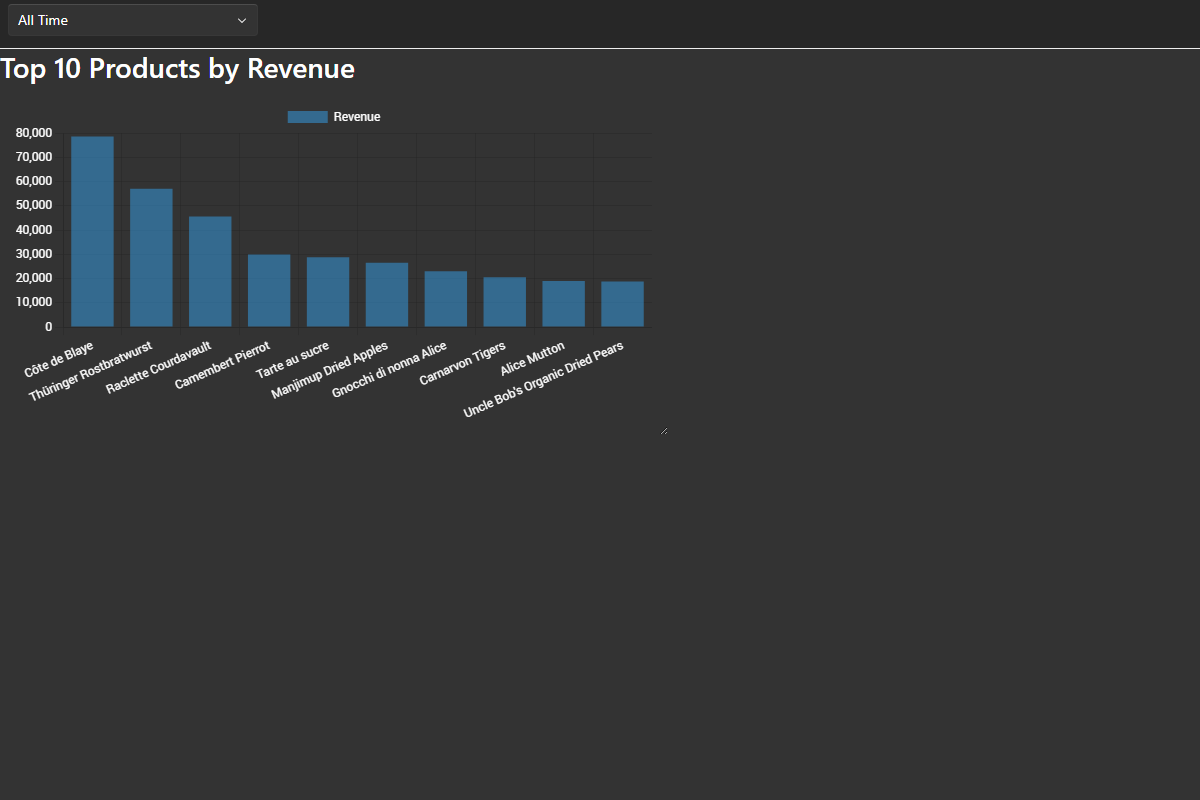 All Time
Top 10 Products by Revenue
Revenue
80,000
70,000
60,000
50,000
40,000
30,000
20,000
10,000
0
Côte de Blaye
Thüringer Rostbratwurst
Raclette Courdavault
Camembert Pierrot
Tarte au sucre
Manjimup Dried Apples
Gnocchi di nonna Alice
Carnarvon Tigers
Alice Mutton
Uncle Bob's Organic Dried Pears